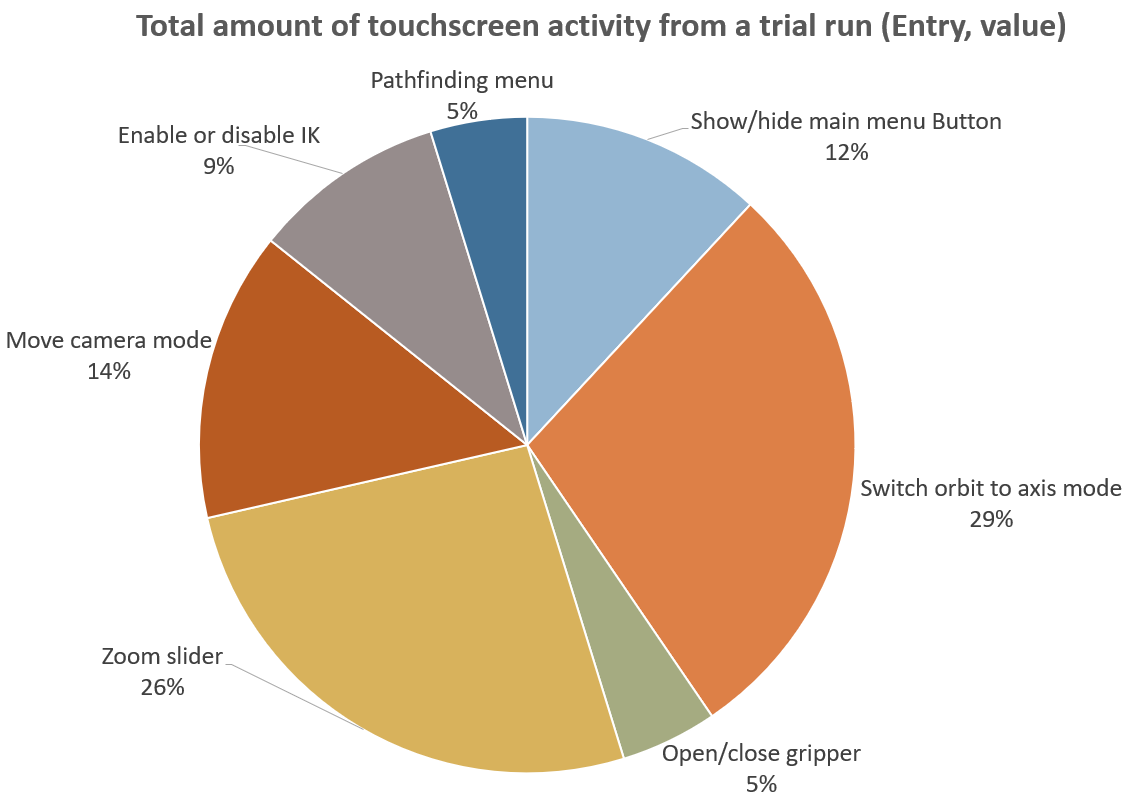 Total amount of touchscreen activity from a trial run (Entry, value)
Pathfinding menu
5%
Show/hide main menu Button
12%
Enable or disable IK
9%
Move camera mode
14%
Switch orbit to axis mode
29%
Zoom slider
26%
Open/close gripper
5%